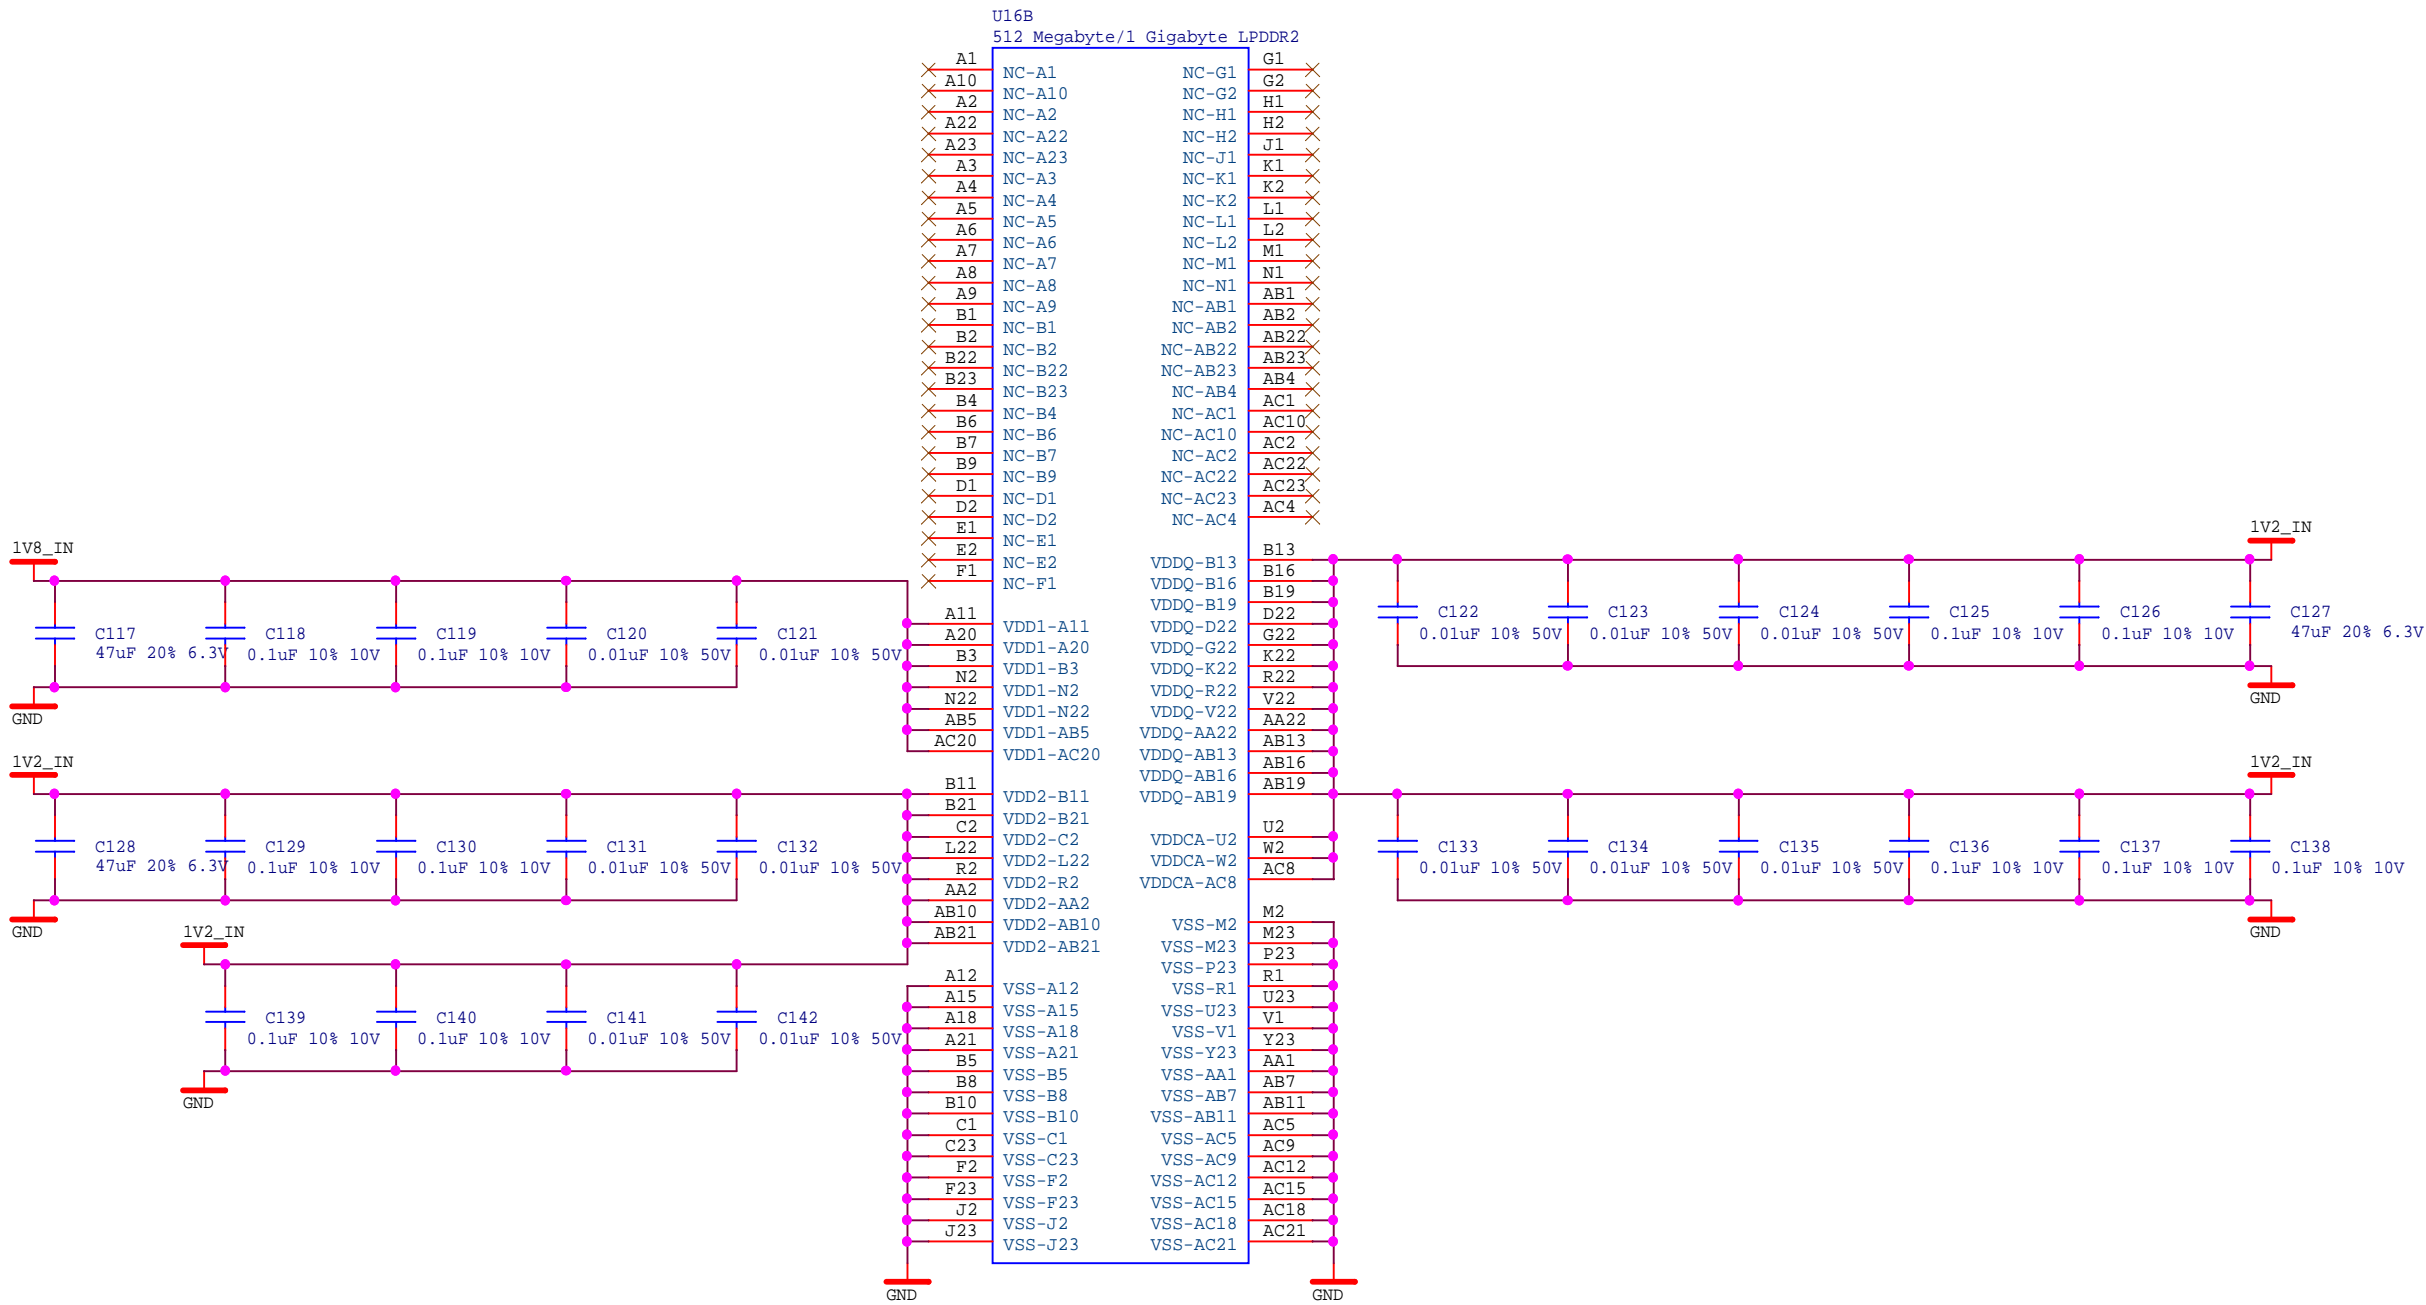 U16B
512 Megabyte/1 Gigabyte LPDDR2
A1 NC-A1 NC-G1 G1
A10 NC-A10 NC-G2 G2
A2 NC-A2 NC-H1 H1
A22 NC-A22 NC-H2 H2
A23 NC-A23 NC-J1 J1
A3 NC-A3 NC-K1 K1
A4 NC-A4 NC-K2 K2
A5 NC-A5 NC-L1 L1
A6 NC-A6 NC-L2 L2
A7 NC-A7 NC-M1 M1
A8 NC-A8 NC-N1 N1
A9 NC-A9 NC-AB1 AB1
B1 NC-B1 NC-AB2 AB2
B2 NC-B2 NC-AB22 AB22
B22 NC-B22 NC-AB23 AB23
B23 NC-B23 NC-AB4 AB4
B4 NC-B4 NC-AC1 AC1
B6 NC-B6 NC-AC10 AC10
B7 NC-B7 NC-AC2 AC2
B9 NC-B9 NC-AC22 AC22
D1 NC-D1 NC-AC23 AC23
D2 NC-D2 NC-AC4 AC4
E1 NC-E1
E2 NC-E2 VDDQ-B13 B13
F1 NC-F1 VDDQ-B16 B16
VDDQ-B19 B19
A11 VDD1-A11 VDDQ-D22 D22
A20 VDD1-A20 VDDQ-G22 G22
B3 VDD1-B3 VDDQ-K22 K22
N2 VDD1-N2 VDDQ-R22 R22
N22 VDD1-N22 VDDQ-V22 V22
AB5 VDD1-AB5 VDDQ-AA22 AA22
AC20 VDD1-AC20 VDDQ-AB13 AB13
VDDQ-AB16 AB16
B11 VDD2-B11 VDDQ-AB19 AB19
B21 VDD2-B21
C2 VDD2-C2 VDDCA-U2 U2
L22 VDD2-L22 VDDCA-W2 W2
R2 VDD2-R2 VDDCA-AC8 AC8
AA2 VDD2-AA2
AB10 VDD2-AB10 VSS-M2 M2
AB21 VDD2-AB21 VSS-M23 M23
VSS-P23 P23
A12 VSS-A12 VSS-R1 R1
A15 VSS-A15 VSS-U23 U23
A18 VSS-A18 VSS-V1 V1
A21 VSS-A21 VSS-Y23 Y23
B5 VSS-B5 VSS-AA1 AA1
B8 VSS-B8 VSS-AB7 AB7
B10 VSS-B10 VSS-AB11 AB11
C1 VSS-C1 VSS-AC5 AC5
C23 VSS-C23 VSS-AC9 AC9
F2 VSS-F2 VSS-AC12 AC12
F23 VSS-F23 VSS-AC15 AC15
J2 VSS-J2 VSS-AC18 AC18
J23 VSS-J23 VSS-AC21 AC21
GND GND
1V8_IN
C117 C118 C119 C120 C121
47uF 20% 6.3V 0.1uF 10% 10V 0.1uF 10% 10V 0.01uF 10% 50V 0.01uF 10% 50V
GND
1V2_IN
C128 C129 C130 C131 C132
47uF 20% 6.3V 0.1uF 10% 10V 0.1uF 10% 10V 0.01uF 10% 50V 0.01uF 10% 50V
GND
1V2_IN
C139 C140 C141 C142
0.1uF 10% 10V 0.1uF 10% 10V 0.01uF 10% 50V 0.01uF 10% 50V
GND
1V2_IN
C122 C123 C124 C125 C126 C127
0.01uF 10% 50V 0.01uF 10% 50V 0.01uF 10% 50V 0.1uF 10% 10V 0.1uF 10% 10V 47uF 20% 6.3V
GND
1V2_IN
C133 C134 C135 C136 C137 C138
0.01uF 10% 50V 0.01uF 10% 50V 0.01uF 10% 50V 0.1uF 10% 10V 0.1uF 10% 10V 0.1uF 10% 10V
GND